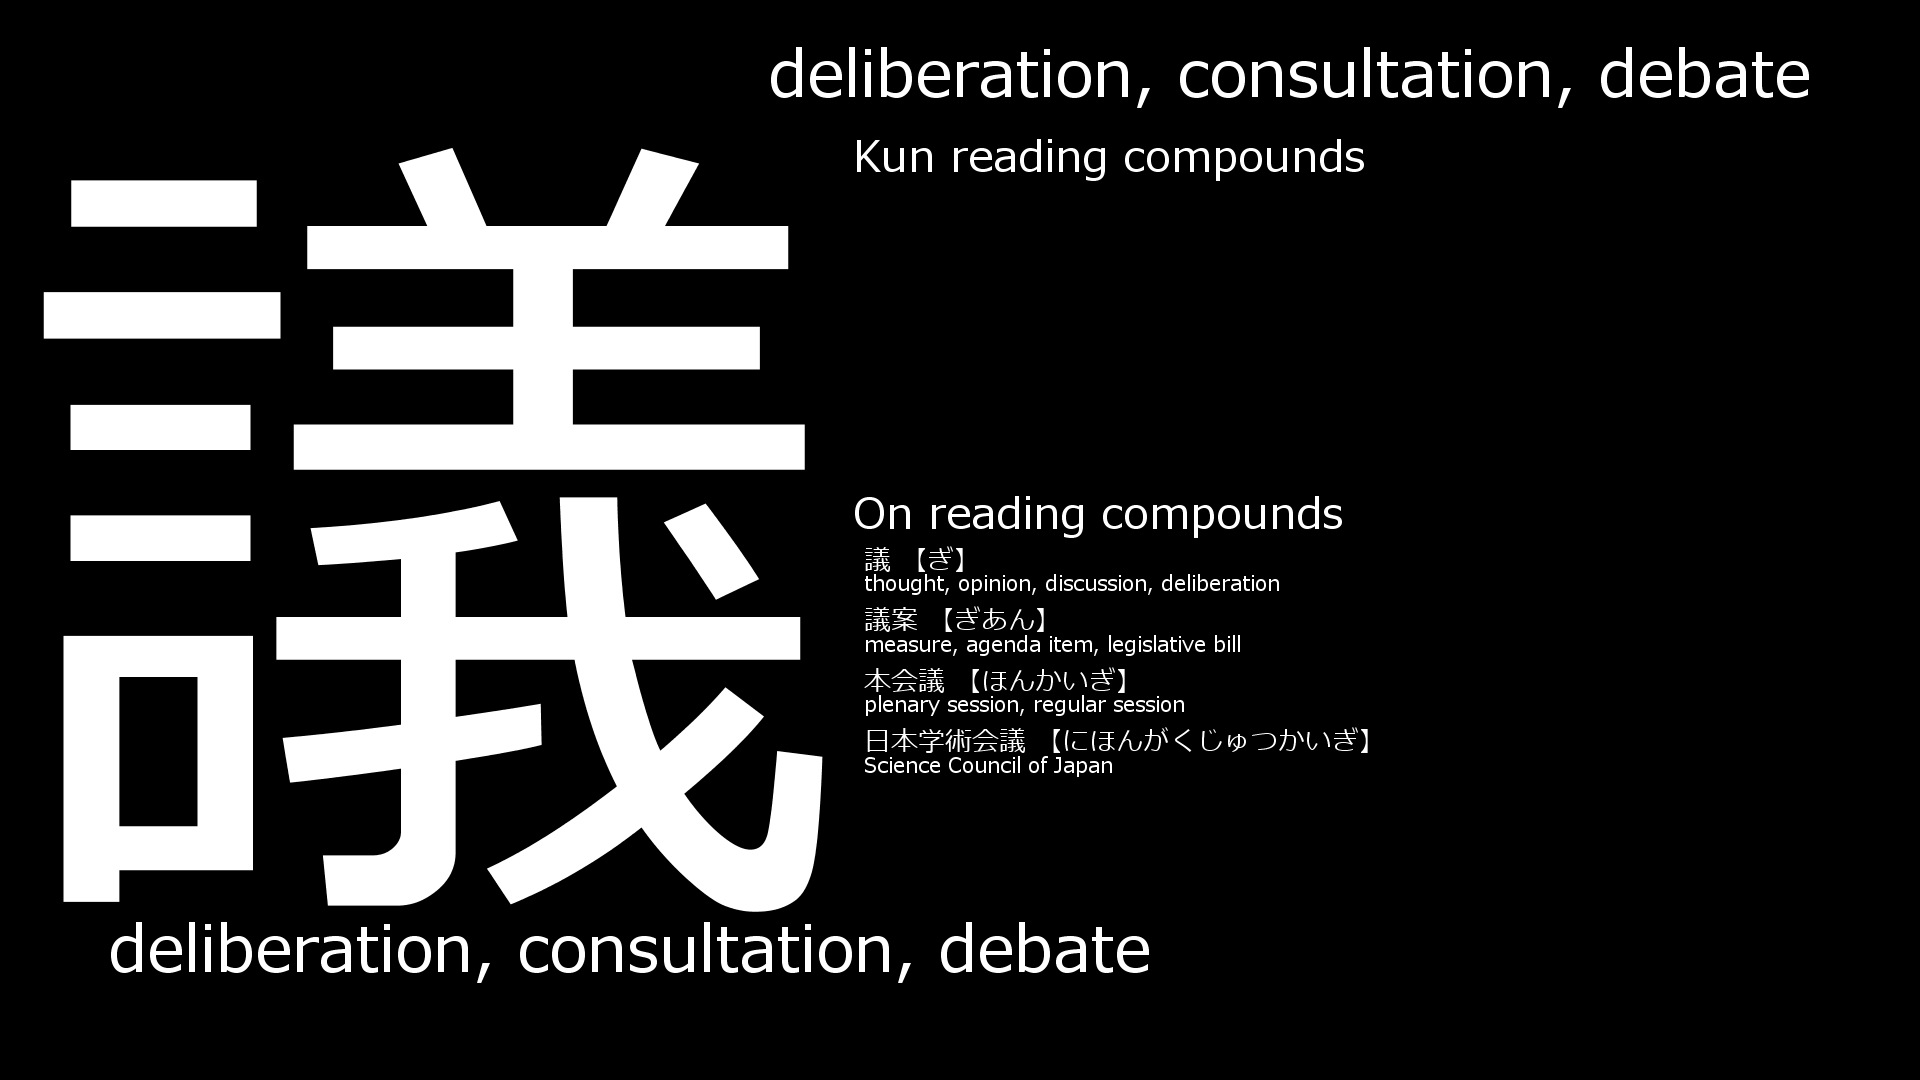 deliberation, consultation, debate
議
Kun reading compounds
On reading compounds
議 【ぎ】
thought, opinion, discussion, deliberation
議案 【ぎあん】
measure, agenda item, legislative bill
本会議 【ほんかいぎ】
plenary session, regular session
日本学術会議 【にほんがくじゅつかいぎ】
Science Council of Japan
deliberation, consultation, debate